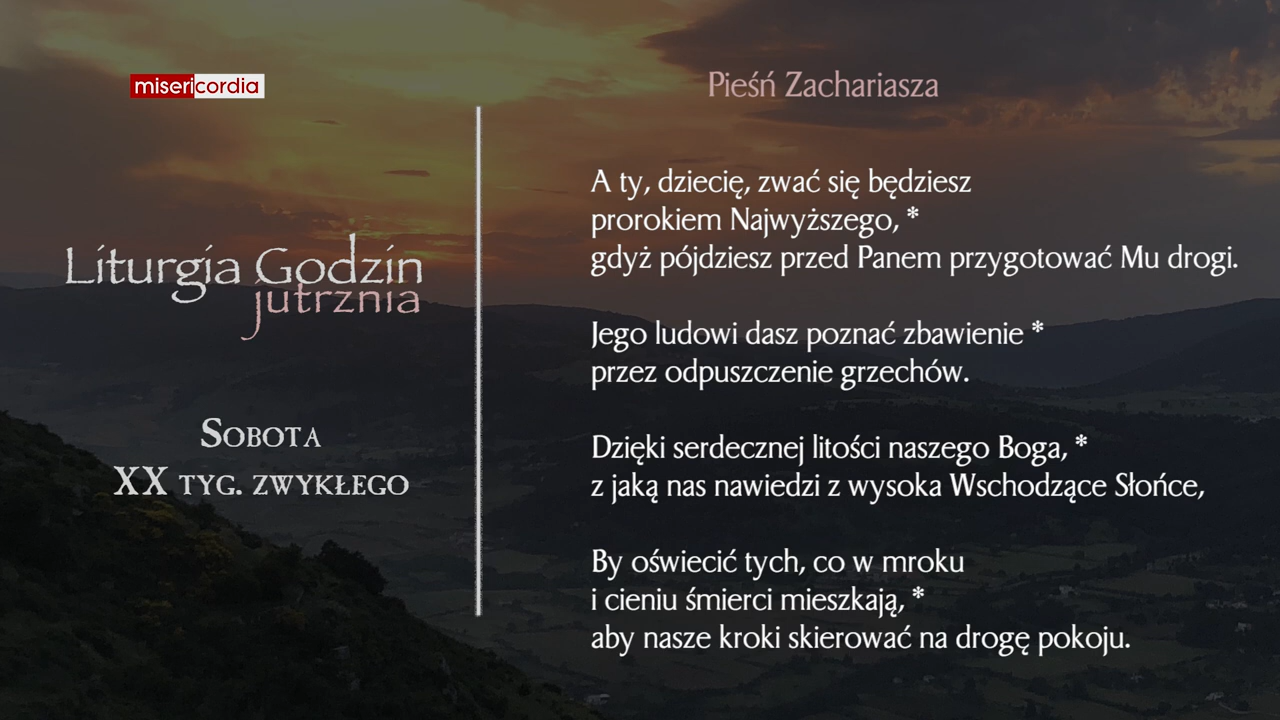 misericordia
Liturgia Godzin
jutrznia
Sobota
XX tyg. zwykłego
Pieśń Zachariasza
A ty, dziecię, zwać się będziesz
prorokiem Najwyższego, *
gdyż pójdziesz przed Panem przygotować Mu drogi.
Jego ludowi dasz poznać zbawienie *
przez odpuszczenie grzechów.
Dzięki serdecznej litości naszego Boga, *
z jaką nas nawiedzi z wysoka Wschodzące Słońce,
By oświecić tych, co w mroku
i cieniu śmierci mieszkają, *
aby nasze kroki skierować na drogę pokoju.